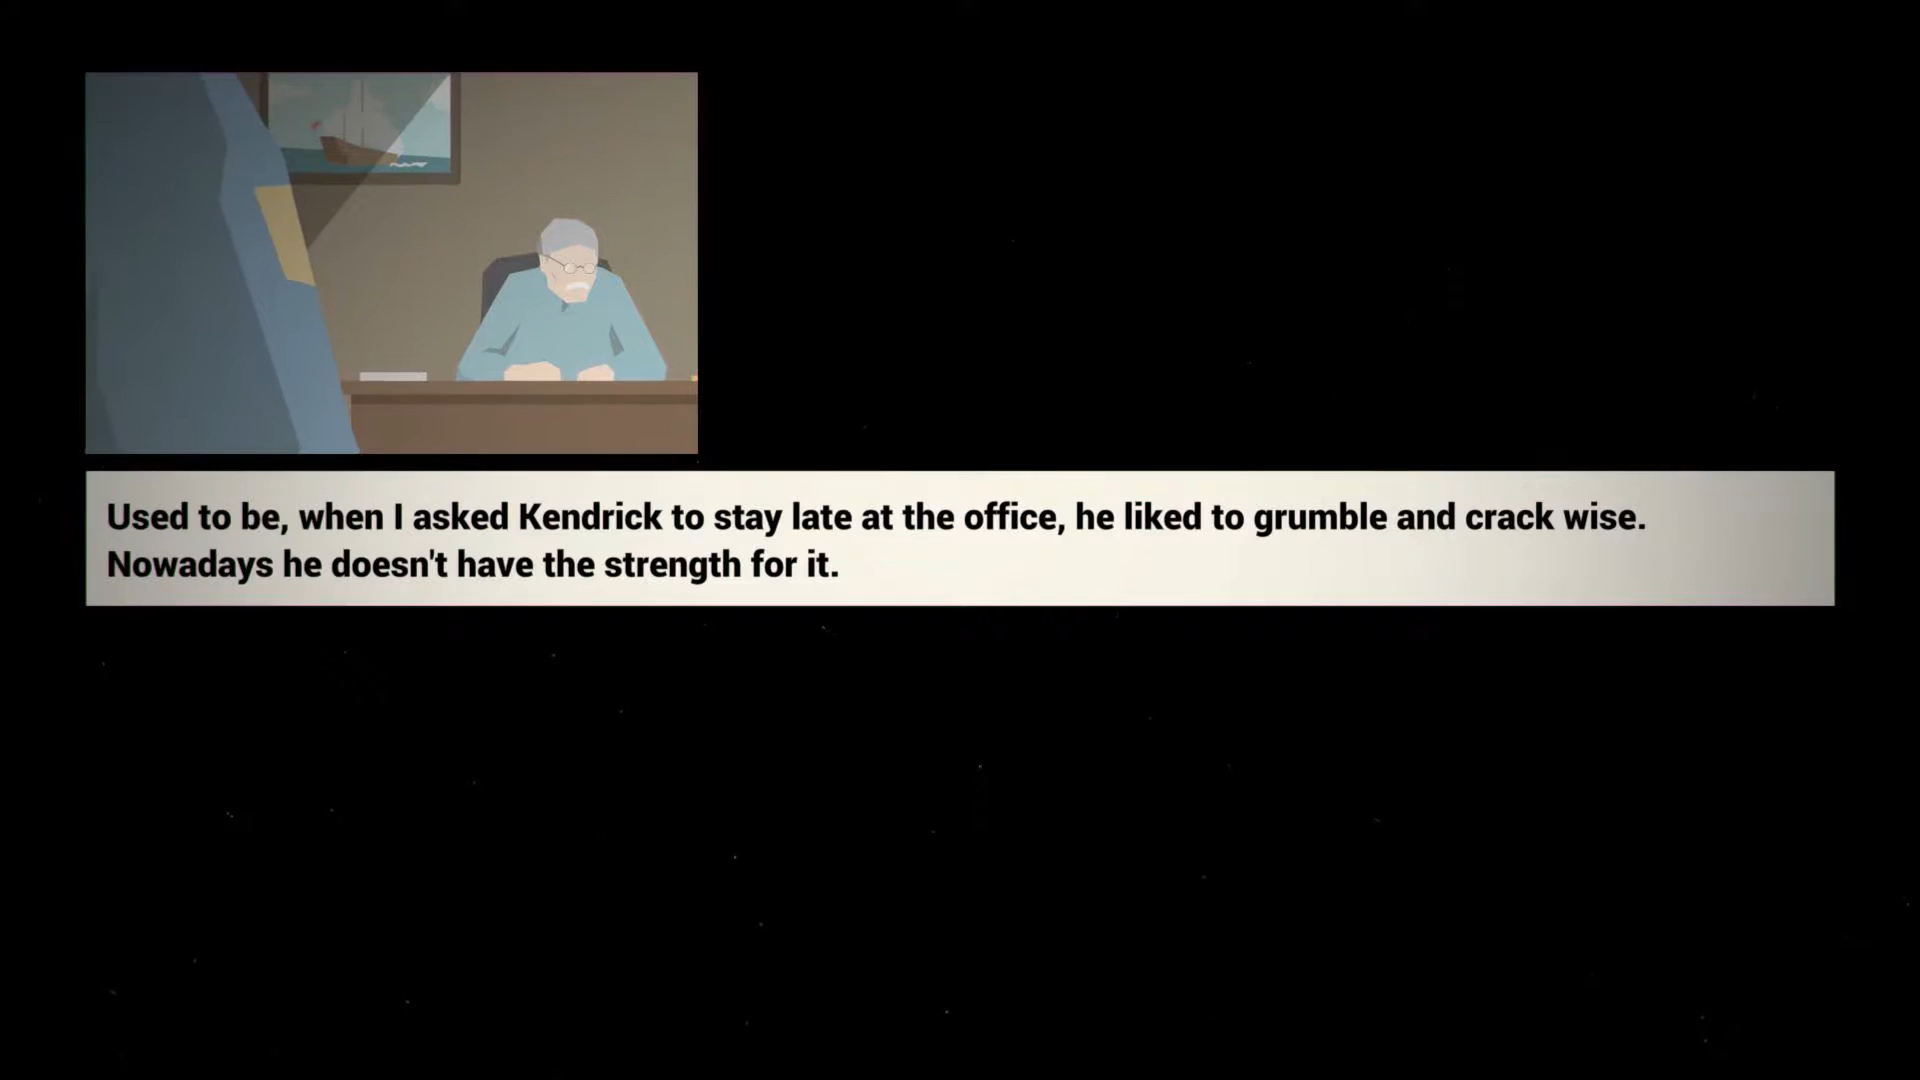 Used to be, when I asked Kendrick to stay late at the office, he liked to grumble and crack wise.
Nowadays he doesn't have the strength for it.